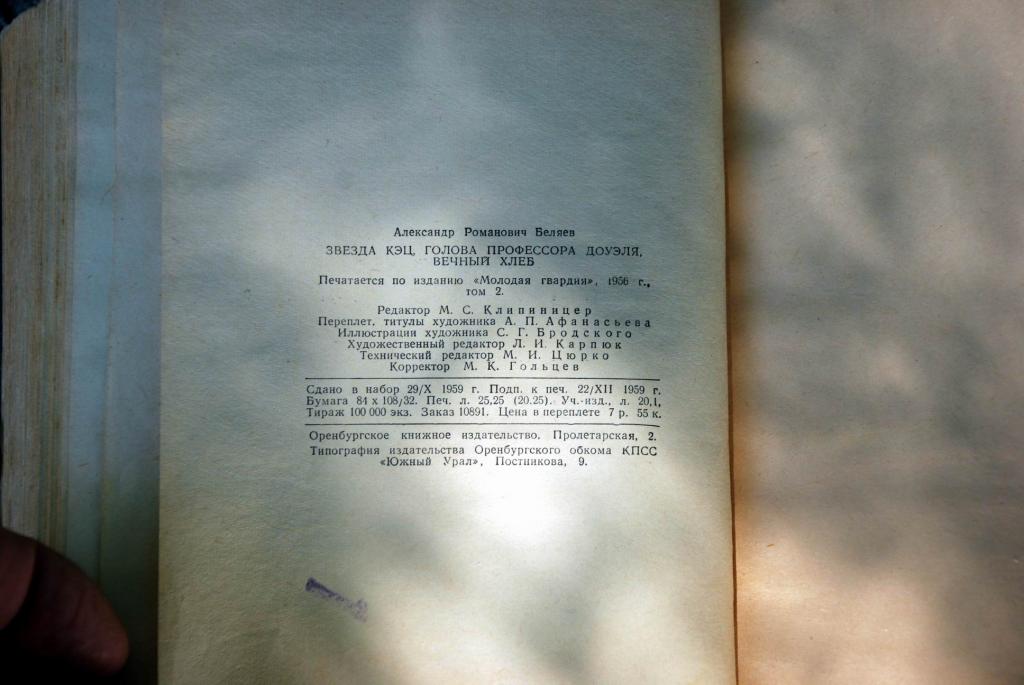 Александр Романович Беляев
ЗВЕЗДА КЭЦ, ГОЛОВА ПРОФЕССОРА ДОУЭЛЯ,
ВЕЧНЫЙ ХЛЕБ
Печатается по изданию «Молодая гвардия», 1956 г.,
том 2.
Редактор М. С. Клипиницер
Переплет, титулы художника А. П. Афанасьева
Иллюстрации художника С. Г. Бродского
Художественный редактор Л. И. Карпюк
Технический редактор М. И. Цюрко
Корректор М. К. Гольцев
Сдано в набор 29/X 1959 г. Подп. к печ. 22/XII 1959 г.
Бумага 84 x 108/32. Печ. л. 25,25 (20.25). Уч.-изд., л. 20,1,
Тираж 100 000 экз. Заказ 10891. Цена в переплете 7 р. 55 к.
Оренбургское книжное издательство, Пролетарская, 2.
Типография издательства Оренбургского обкома КПСС
«Южный Урал», Постникова, 9.